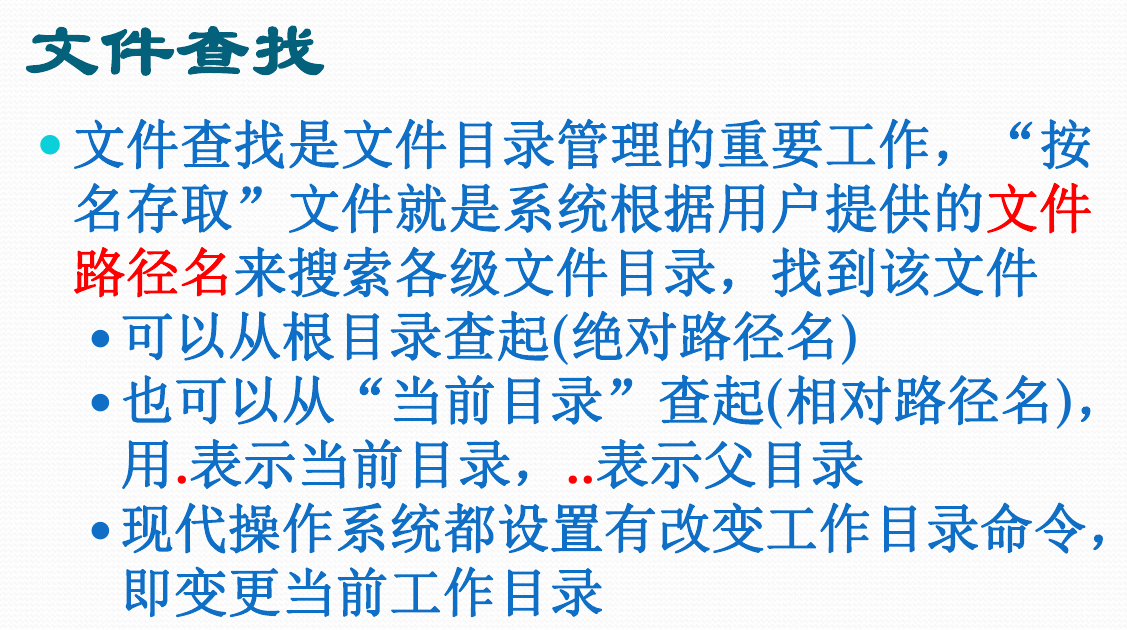 文件查找
•文件查找是文件目录管理的重要工作，“按
名存取”文件就是系统根据用户提供的文件
路径名来搜索各级文件目录，找到该文件
•可以从根目录查起(绝对路径名)
•也可以从“当前目录”查起(相对路径名)，
用.表示当前目录，..表示父目录
•现代操作系统都设置有改变工作目录命令，
即变更当前工作目录